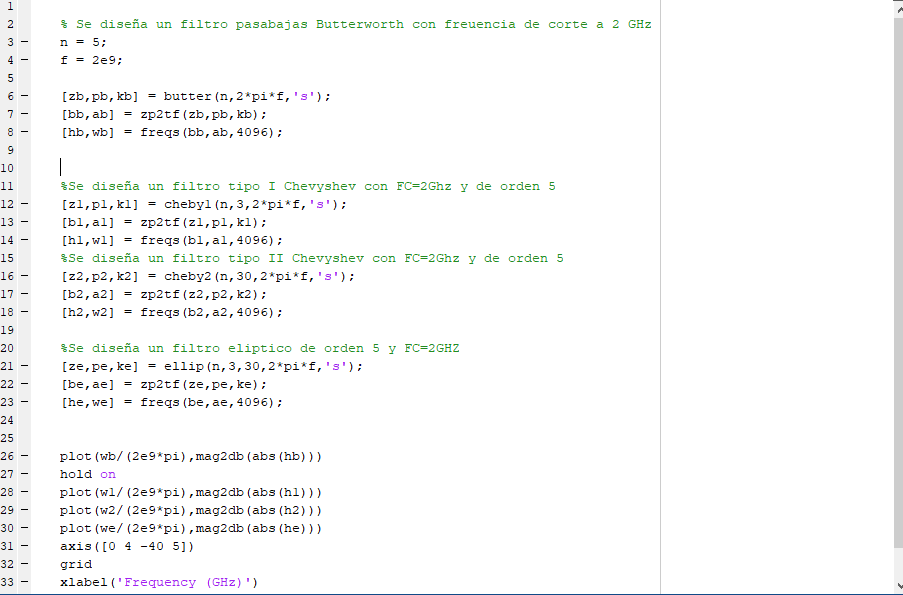 1
2 % Se diseña un filtro pasabajas Butterworth con freuencia de corte a 2 GHz
3 – n = 5;
4 – f = 2e9;
5
6 – [zb,pb,kb] = butter(n,2*pi*f,'s');
7 – [bb,ab] = zp2tf(zb,pb,kb);
8 – [hb,wb] = freqs(bb,ab,4096);
9
10
11 %Se diseña un filtro tipo I Chevyshev con FC=2Ghz y de orden 5
12 – [z1,p1,k1] = cheby1(n,3,2*pi*f,'s');
13 – [b1,a1] = zp2tf(z1,p1,k1);
14 – [h1,w1] = freqs(b1,a1,4096);
15 %Se diseña un filtro tipo II Chevyshev con FC=2Ghz y de orden 5
16 – [z2,p2,k2] = cheby2(n,30,2*pi*f,'s');
17 – [b2,a2] = zp2tf(z2,p2,k2);
18 – [h2,w2] = freqs(b2,a2,4096);
19
20 %Se diseña un filtro eliptico de orden 5 y FC=2GHZ
21 – [ze,pe,ke] = ellip(n,3,30,2*pi*f,'s');
22 – [be,ae] = zp2tf(ze,pe,ke);
23 – [he,we] = freqs(be,ae,4096);
24
25
26 – plot(wb/(2e9*pi),mag2db(abs(hb)))
27 – hold on
28 – plot(w1/(2e9*pi),mag2db(abs(h1)))
29 – plot(w2/(2e9*pi),mag2db(abs(h2)))
30 – plot(we/(2e9*pi),mag2db(abs(he)))
31 – axis([0 4 -40 5])
32 – grid
33 – xlabel('Frequency (GHz)')